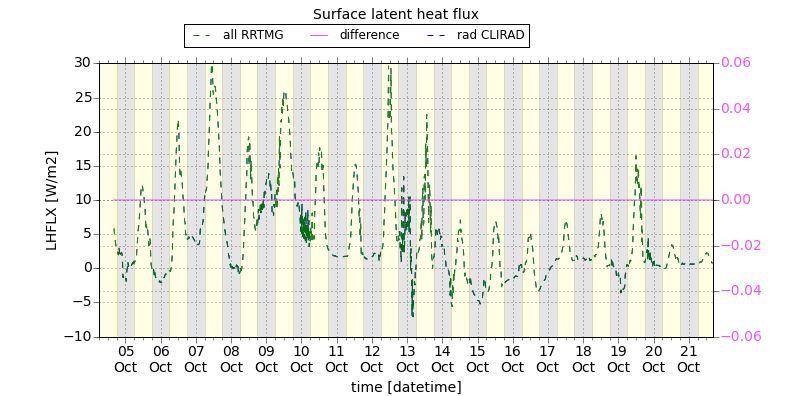 Surface latent heat flux
all RRTMG difference rad CLIRAD
30
25
20
15
10
5
0
−5
−10
LHFLX [W/m2]
0.06
0.04
0.02
0.00
−0.02
−0.04
−0.06
05 06 07 08 09 10 11 12 13 14 15 16 17 18 19 20 21
Oct Oct Oct Oct Oct Oct Oct Oct Oct Oct Oct Oct Oct Oct Oct Oct Oct
time [datetime]